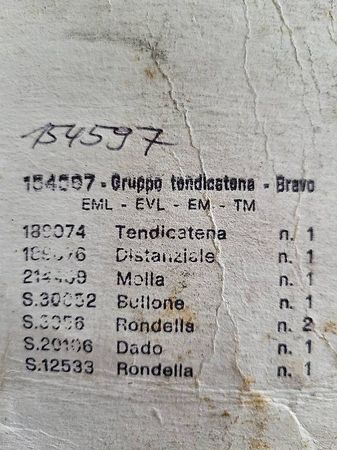 154597
154597 - Gruppo tendicatena - Bravo
EML - EVL - EM - TM
189074 Tendicatena n. 1
Distanziale n. 1
Molla n. 1
Bullone n. 1
Rondella n. 2
S.20106 Dado n. 1
S.12533 Rondella n. 1